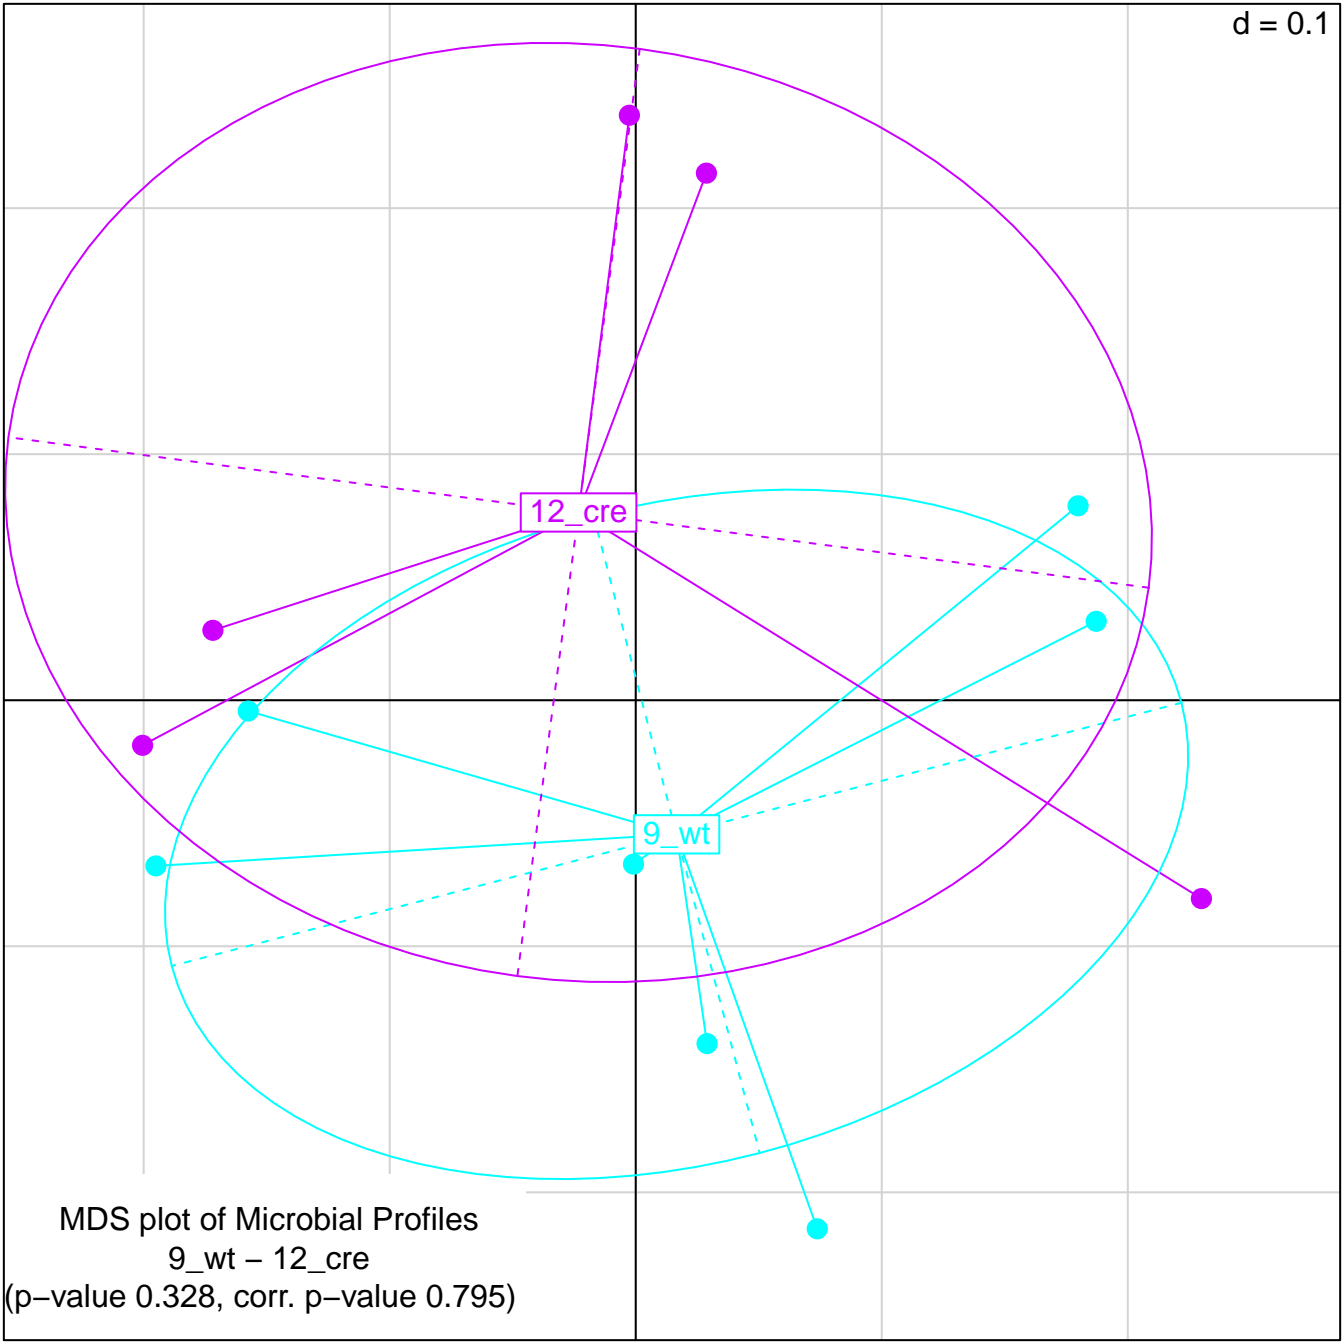 d = 0.1
12_cre
9_wt
MDS plot of Microbial Profiles
9_wt − 12_cre
(p−value 0.328, corr. p−value 0.795)